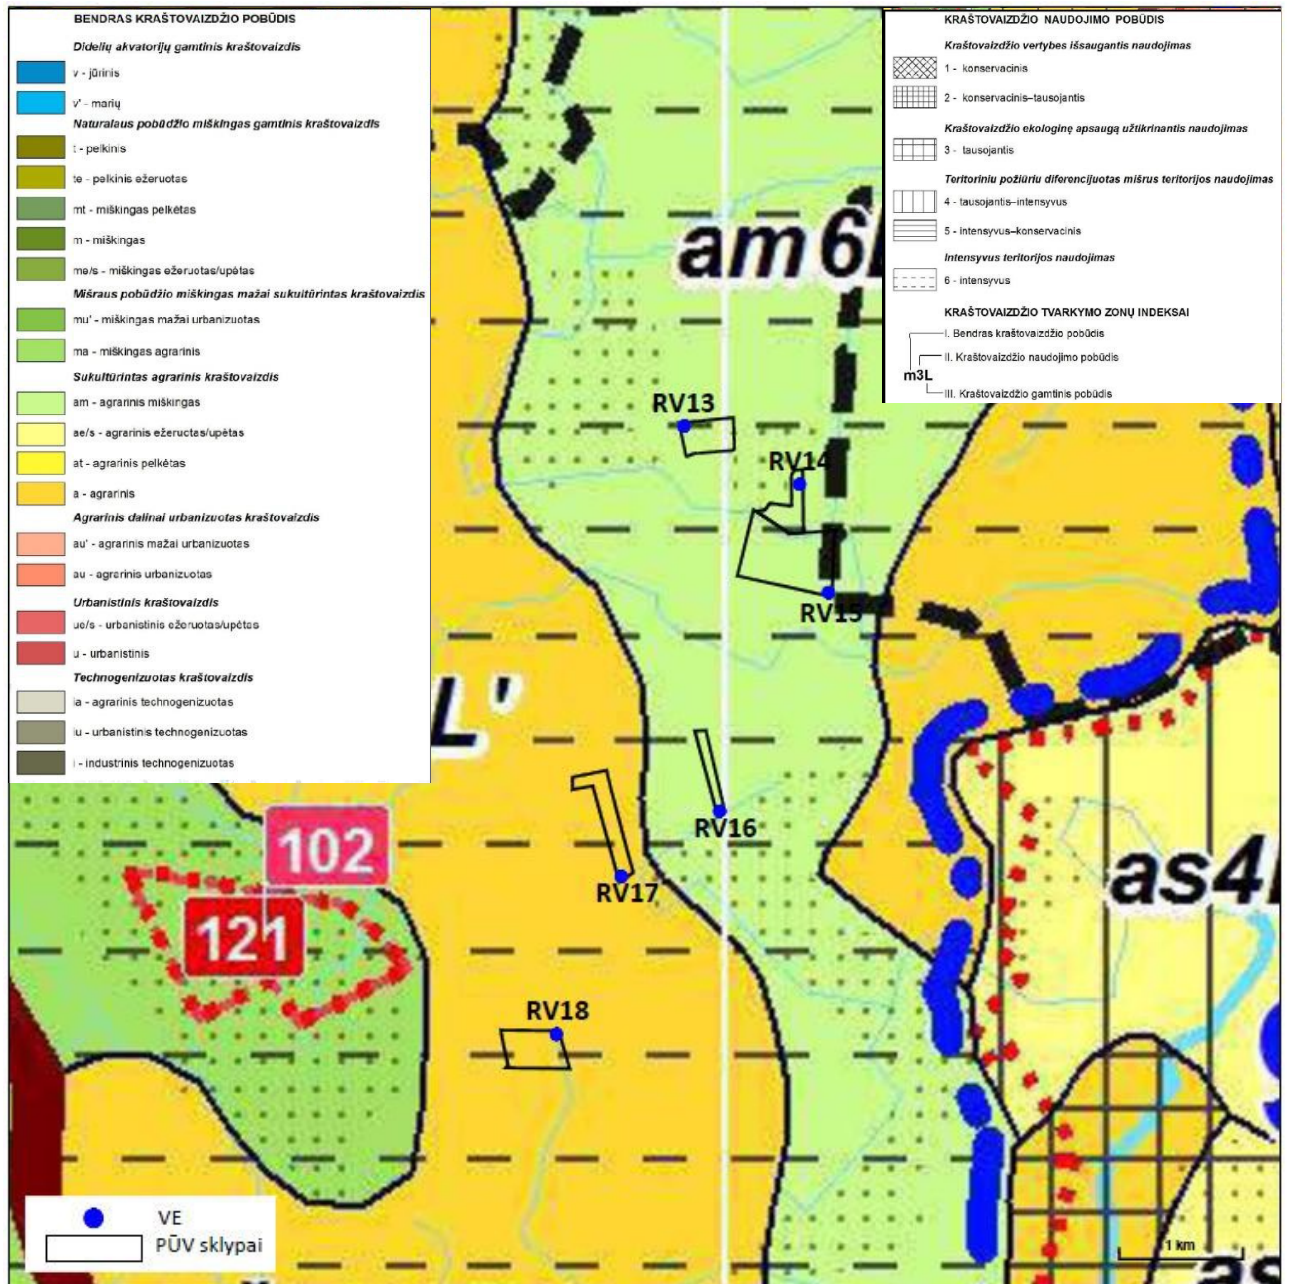 BENDRAS KRAŠTOVAIZDŽIO POBŪDIS
Didelių akvatorijų gamtinis kraštovaizdis
v - jūrinis
v' - marių
Natūralaus pobūdžio miškingas gamtinis kraštovaizdis
t - pelkinis
te - pelkinis ežeruotas
mt - miškingas pelkėtas
m - miškingas
me/s - miškingas ežeruotas/upėtas
Mišraus pobūdžio miškingas mažai sukultūrintas kraštovaizdis
mu' - miškingas mažai urbanizuotas
ma - miškingas agrarinis
Sukultūrintas agrarinis kraštovaizdis
am - agrarinis miškingas
ae/s - agrarinis ežeruotas/upėtas
at - agrarinis pelkėtas
a - agrarinis
Agrarinis dalinai urbanizuotas kraštovaizdis
au' - agrarinis mažai urbanizuotas
au - agrarinis urbanizuotas
Urbanistinis kraštovaizdis
ue/s - urbanistinis ežeruotas/upėtas
u - urbanistinis
Technogenizuotas kraštovaizdis
ia - agrarinis technogenizuotas
iu - urbanistinis technogenizuotas
i - industrinis technogenizuotas
KRAŠTOVAIZDŽIO NAUDOJIMO POBŪDIS
Kraštovaizdžio vertybes išsaugantis naudojimas
1 - konservacinis
2 - konservacinis–tausojantis
Kraštovaizdžio ekologinę apsaugą užtikrinantis naudojimas
3 - tausojantis
Teritoriniu požiūriu diferencijuotas mišrus teritorijos naudojimas
4 - tausojantis–intensyvus
5 - intensyvus–konservacinis
Intensyvus teritorijos naudojimas
6 - intensyvus
KRAŠTOVAIZDŽIO TVARKYMO ZONŲ INDEKSAI
I. Bendras kraštovaizdžio pobūdis
II. Kraštovaizdžio naudojimo pobūdis
m3L
III. Kraštovaizdžio gamtinis pobūdis
am6L
RV13
RV14
RV15
L'
RV16
102
RV17
as4L
121
RV18
VE
PŪV sklypai
1 km
as